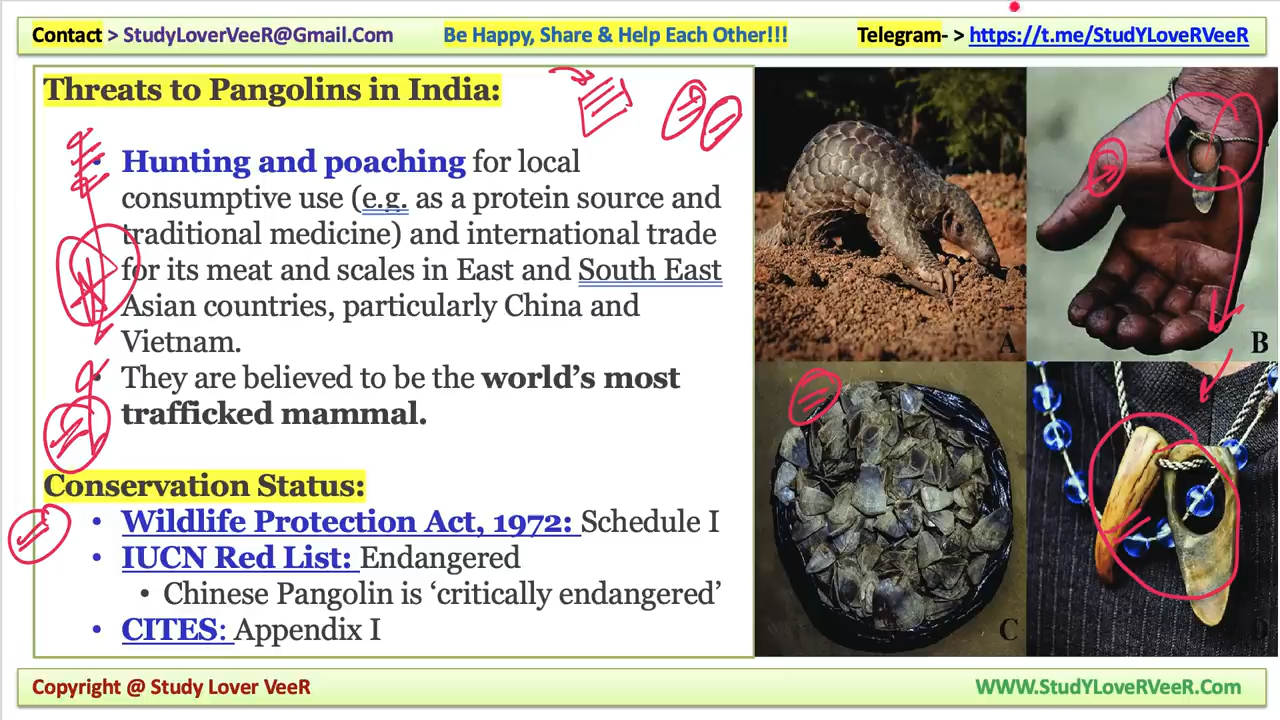 Contact > StudyLoverVeeR@Gmail.Com Be Happy, Share & Help Each Other!!! Telegram- > https://t.me/StudYLoveRVeeR
Threats to Pangolins in India:
• Hunting and poaching for local
consumptive use (e.g. as a protein source and
traditional medicine) and international trade
for its meat and scales in East and South East
Asian countries, particularly China and
Vietnam.
• They are believed to be the world's most
trafficked mammal.
Conservation Status:
• Wildlife Protection Act, 1972: Schedule I
• IUCN Red List: Endangered
• Chinese Pangolin is 'critically endangered'
• CITES: Appendix I
A
B
C
D
Copyright @ Study Lover VeeR WWW.StudYLoveRVeeR.Com